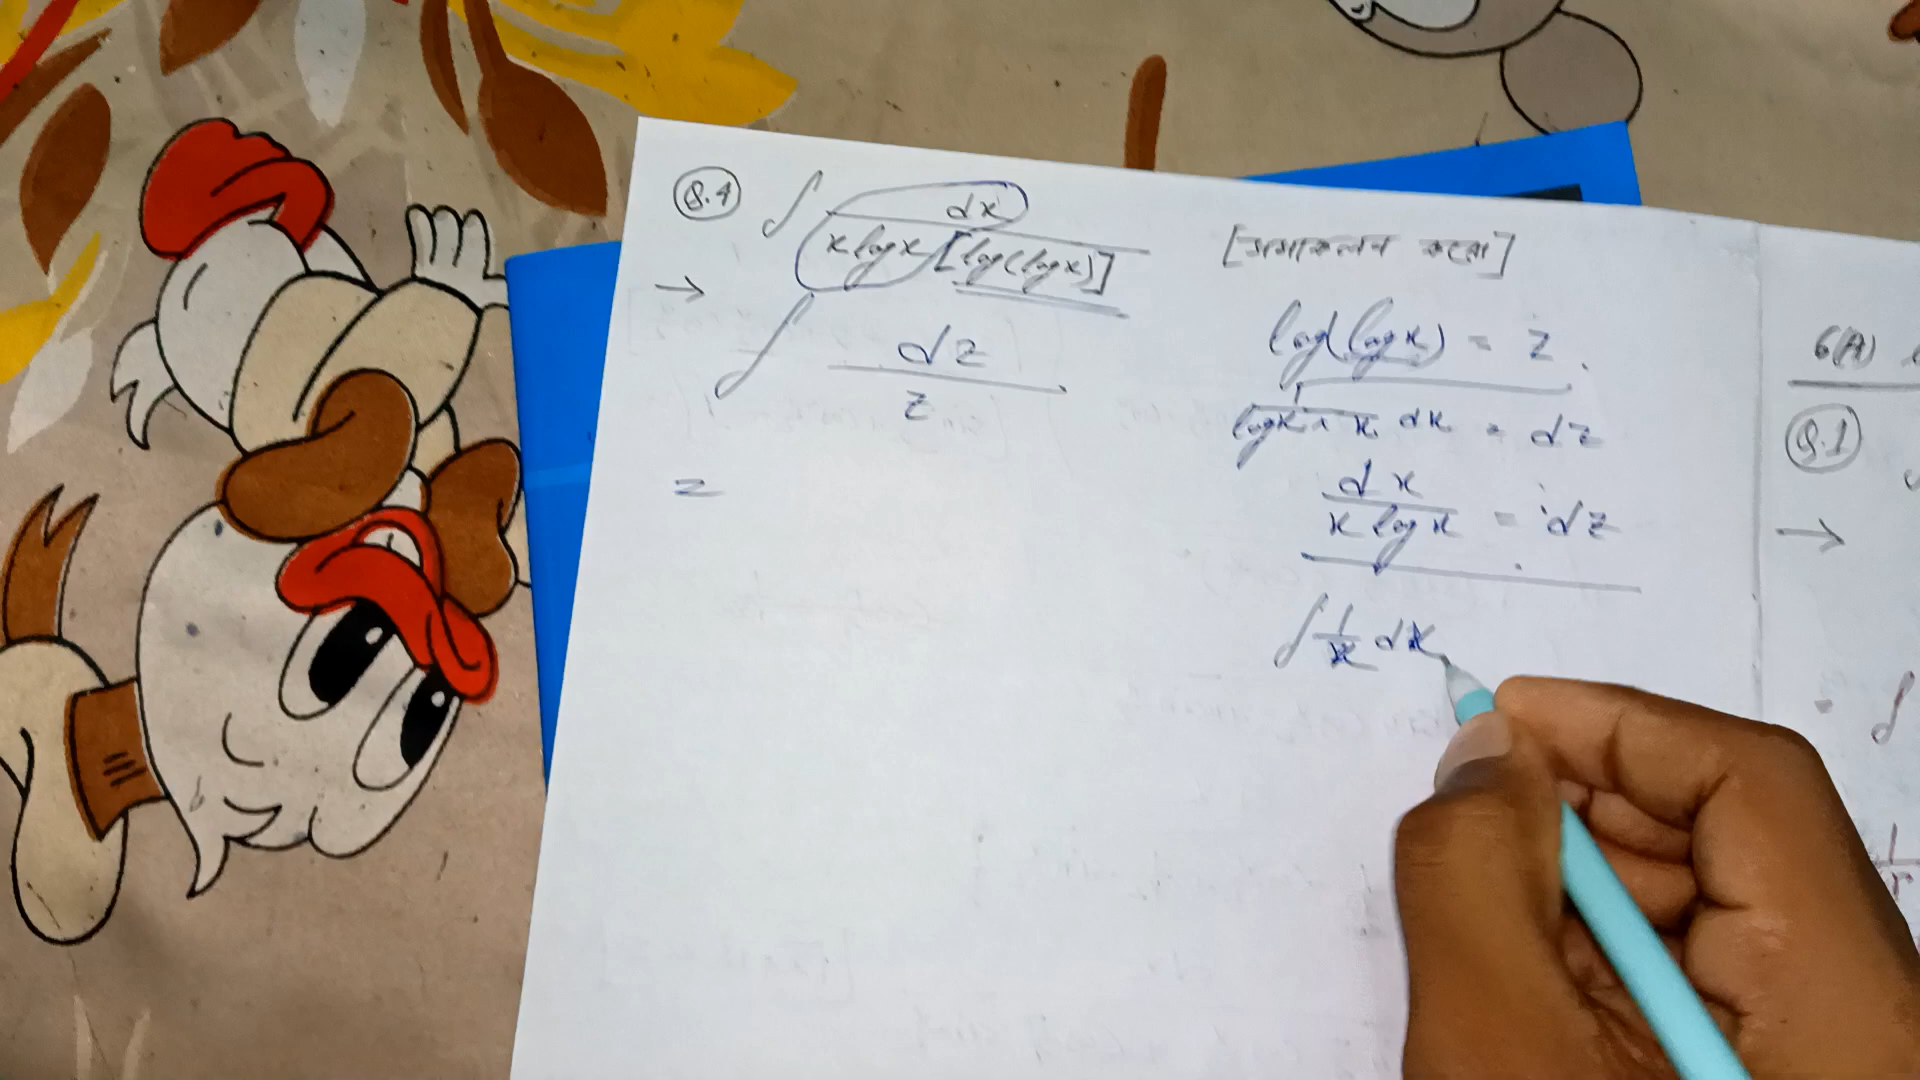 Q.4 ∫ dx / x log x [log(log x)] [সমাকলন করো]
→ ∫ dz / z
=
log(log x) = z
1 / log x × x dx = dz
dx / x log x = dz
∫ 1/x dx
6(A)
Q.1
→
= ∫